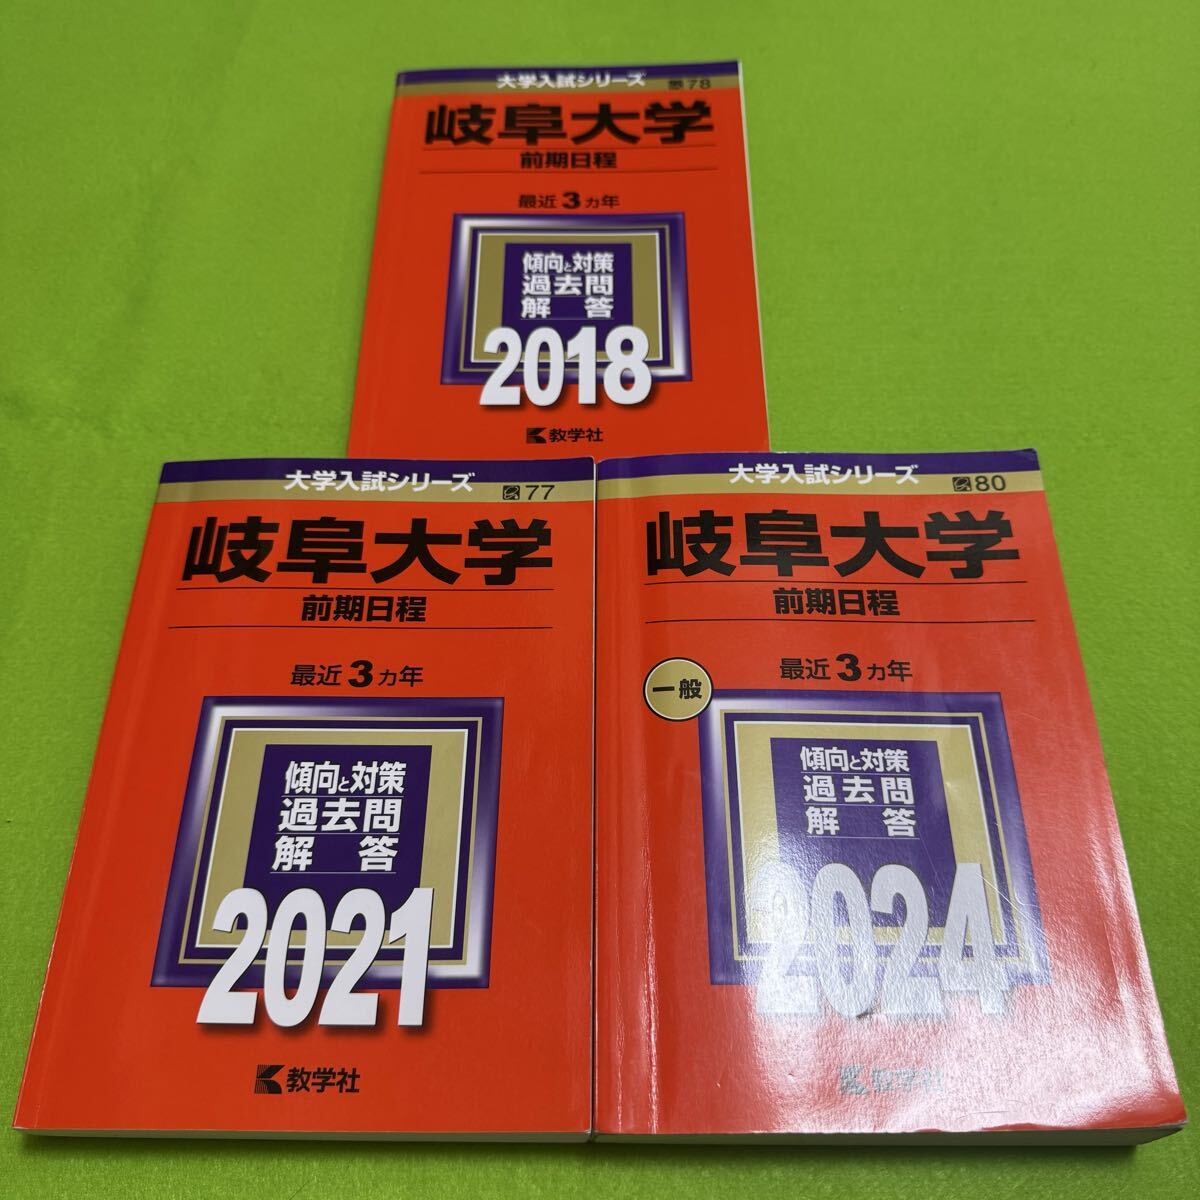 大学入試シリーズ
78
岐阜大学
前期日程
最近3ヵ年
傾向と対策
過去問
解答
2018
教学社
大学入試シリーズ
77
岐阜大学
前期日程
最近3ヵ年
傾向と対策
過去問
解答
2021
教学社
大学入試シリーズ
80
岐阜大学
前期日程
一般
最近3ヵ年
傾向と対策
過去問
解答
2024
教学社